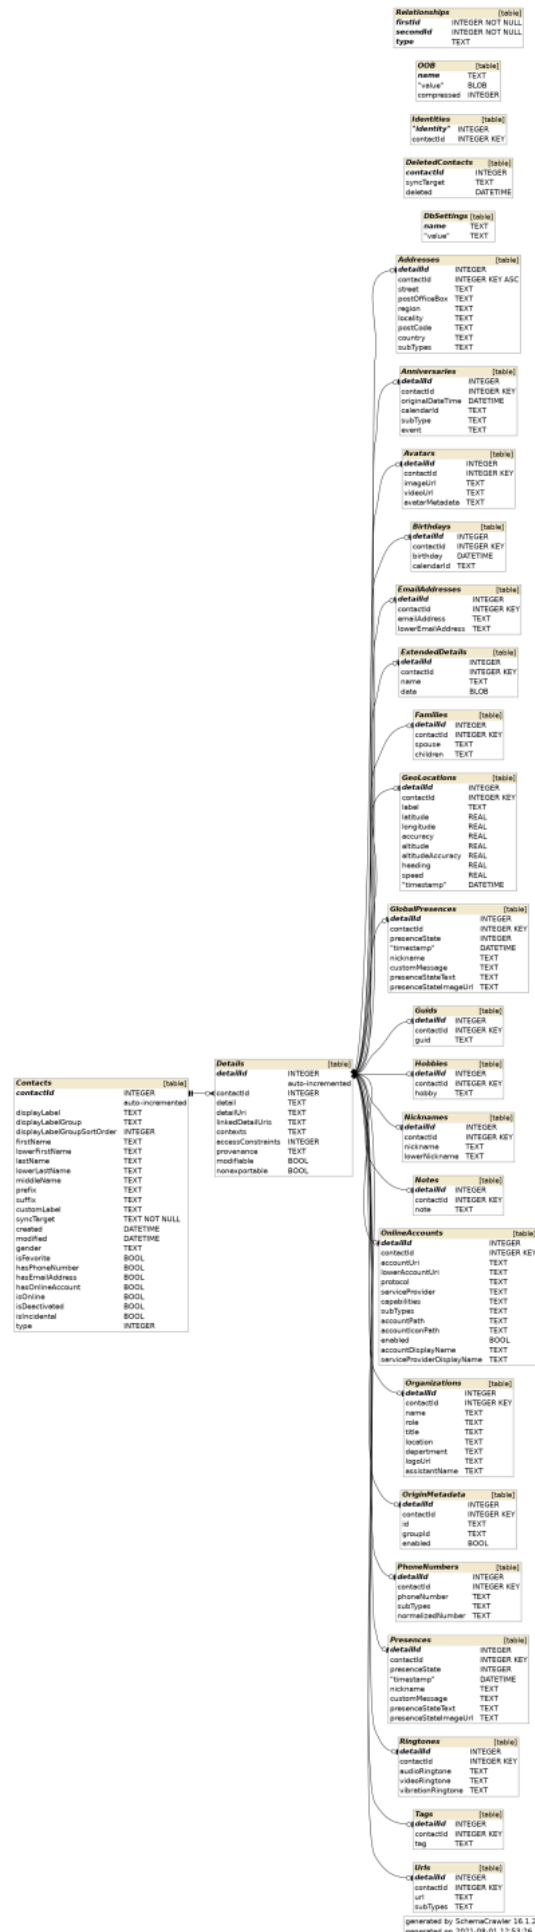 Relationships [table]
firstId INTEGER NOT NULL
secondId INTEGER NOT NULL
type TEXT
OOB [table]
name TEXT
"value" BLOB
compressed INTEGER
Identities [table]
"identity" INTEGER
contactId INTEGER KEY
DeletedContacts [table]
contactId INTEGER
syncTarget TEXT
deleted DATETIME
DbSettings [table]
name TEXT
"value" TEXT
Addresses [table]
detailId INTEGER
contactId INTEGER KEY ASC
street TEXT
postOfficeBox TEXT
region TEXT
locality TEXT
postCode TEXT
country TEXT
subTypes TEXT
Anniversaries [table]
detailId INTEGER
contactId INTEGER KEY
originalDateTime DATETIME
calendarId TEXT
subType TEXT
event TEXT
Avatars [table]
detailId INTEGER
contactId INTEGER KEY
imageUrl TEXT
videoUrl TEXT
avatarMetadata TEXT
Birthdays [table]
detailId INTEGER
contactId INTEGER KEY
birthday DATETIME
calendarId TEXT
EmailAddresses [table]
detailId INTEGER
contactId INTEGER KEY
emailAddress TEXT
lowerEmailAddress TEXT
ExtendedDetails [table]
detailId INTEGER
contactId INTEGER KEY
name TEXT
data BLOB
Families [table]
detailId INTEGER
contactId INTEGER KEY
spouse TEXT
children TEXT
GeoLocations [table]
detailId INTEGER
contactId INTEGER KEY
label TEXT
latitude REAL
longitude REAL
accuracy REAL
altitude REAL
altitudeAccuracy REAL
heading REAL
speed REAL
"timestamp" DATETIME
GlobalPresences [table]
detailId INTEGER
contactId INTEGER KEY
presenceState INTEGER
"timestamp" DATETIME
nickname TEXT
customMessage TEXT
presenceStateText TEXT
presenceStateImageUrl TEXT
Guids [table]
detailId INTEGER
contactId INTEGER KEY
guid TEXT
Contacts [table]
contactId INTEGER
auto-incremented
displayLabel TEXT
displayLabelGroup TEXT
displayLabelGroupSortOrder INTEGER
firstName TEXT
lowerFirstName TEXT
lastName TEXT
lowerLastName TEXT
middleName TEXT
prefix TEXT
suffix TEXT
customLabel TEXT
syncTarget TEXT NOT NULL
created DATETIME
modified DATETIME
gender TEXT
isFavorite BOOL
hasPhoneNumber BOOL
hasEmailAddress BOOL
hasOnlineAccount BOOL
isOnline BOOL
isDeactivated BOOL
isIncidental BOOL
type INTEGER
Details [table]
detailId INTEGER
auto-incremented
contactId INTEGER
detail TEXT
detailUri TEXT
linkedDetailUris TEXT
contexts TEXT
accessConstraints INTEGER
provenance TEXT
modifiable BOOL
nonexportable BOOL
Hobbies [table]
detailId INTEGER
contactId INTEGER KEY
hobby TEXT
Nicknames [table]
detailId INTEGER
contactId INTEGER KEY
nickname TEXT
lowerNickname TEXT
Notes [table]
detailId INTEGER
contactId INTEGER KEY
note TEXT
OnlineAccounts [table]
detailId INTEGER
contactId INTEGER KEY
accountUri TEXT
lowerAccountUri TEXT
protocol TEXT
serviceProvider TEXT
capabilities TEXT
subTypes TEXT
accountPath TEXT
accountIconPath TEXT
enabled BOOL
accountDisplayName TEXT
serviceProviderDisplayName TEXT
Organizations [table]
detailId INTEGER
contactId INTEGER KEY
name TEXT
role TEXT
title TEXT
location TEXT
department TEXT
logoUrl TEXT
assistantName TEXT
OriginMetadata [table]
detailId INTEGER
contactId INTEGER KEY
id TEXT
groupId TEXT
enabled BOOL
PhoneNumbers [table]
detailId INTEGER
contactId INTEGER KEY
phoneNumber TEXT
subTypes TEXT
normalizedNumber TEXT
Presences [table]
detailId INTEGER
contactId INTEGER KEY
presenceState INTEGER
"timestamp" DATETIME
nickname TEXT
customMessage TEXT
presenceStateText TEXT
presenceStateImageUrl TEXT
Ringtones [table]
detailId INTEGER
contactId INTEGER KEY
audioRingtone TEXT
videoRingtone TEXT
vibrationRingtone TEXT
Tags [table]
detailId INTEGER
contactId INTEGER KEY
tag TEXT
Urls [table]
detailId INTEGER
contactId INTEGER KEY
url TEXT
subTypes TEXT
generated by SchemaCrawler 16.1.2
generated on 2021-08-01